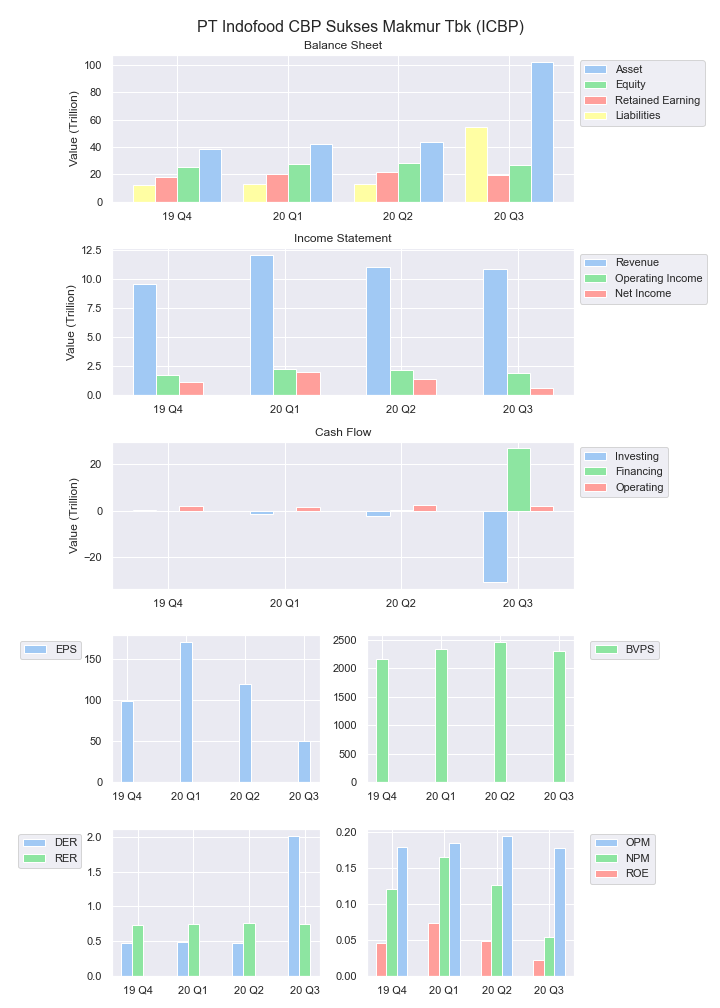 PT Indofood CBP Sukses Makmur Tbk (ICBP)
Balance Sheet
Value (Trillion)
100
80
60
40
20
0
19 Q4 20 Q1 20 Q2 20 Q3
Asset
Equity
Retained Earning
Liabilities
Income Statement
Value (Trillion)
12.5
10.0
7.5
5.0
2.5
0.0
19 Q4 20 Q1 20 Q2 20 Q3
Revenue
Operating Income
Net Income
Cash Flow
Value (Trillion)
20
0
−20
19 Q4 20 Q1 20 Q2 20 Q3
Investing
Financing
Operating
EPS
150
100
50
0
19 Q4 20 Q1 20 Q2 20 Q3
2500
2000
1500
1000
500
0
19 Q4 20 Q1 20 Q2 20 Q3
BVPS
DER
RER
2.0
1.5
1.0
0.5
0.0
19 Q4 20 Q1 20 Q2 20 Q3
0.20
0.15
0.10
0.05
0.00
19 Q4 20 Q1 20 Q2 20 Q3
OPM
NPM
ROE